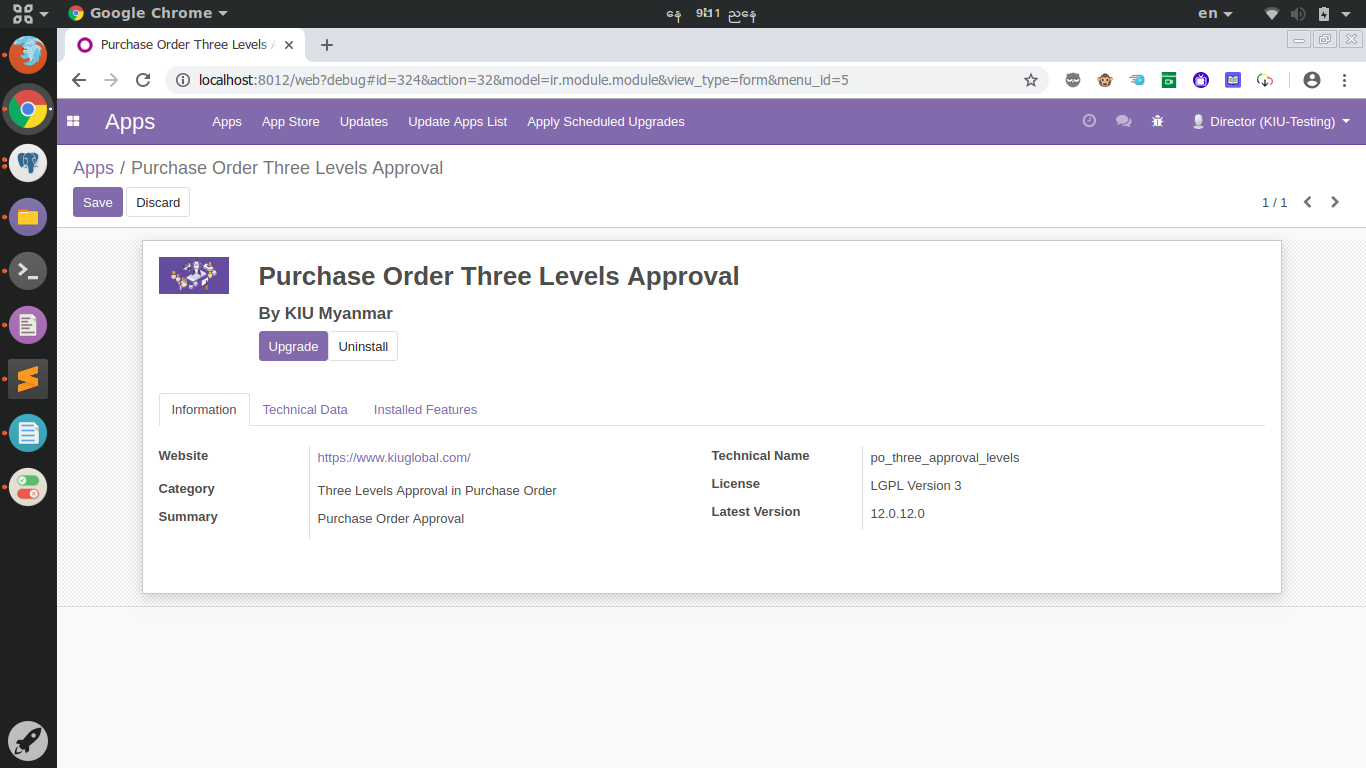 Google Chrome
နေ ၅း11 ညနေ
en
Purchase Order Three Levels
localhost:8012/web?debug#id=324&action=32&model=ir.module.module&view_type=form&menu_id=5
Apps
Apps
App Store
Updates
Update Apps List
Apply Scheduled Upgrades
Director (KIU-Testing)
Apps / Purchase Order Three Levels Approval
Save
Discard
1 / 1
Purchase Order Three Levels Approval
By KIU Myanmar
Upgrade
Uninstall
Information
Technical Data
Installed Features
Website
https://www.kiuglobal.com/
Technical Name
po_three_approval_levels
Category
Three Levels Approval in Purchase Order
License
LGPL Version 3
Summary
Purchase Order Approval
Latest Version
12.0.12.0